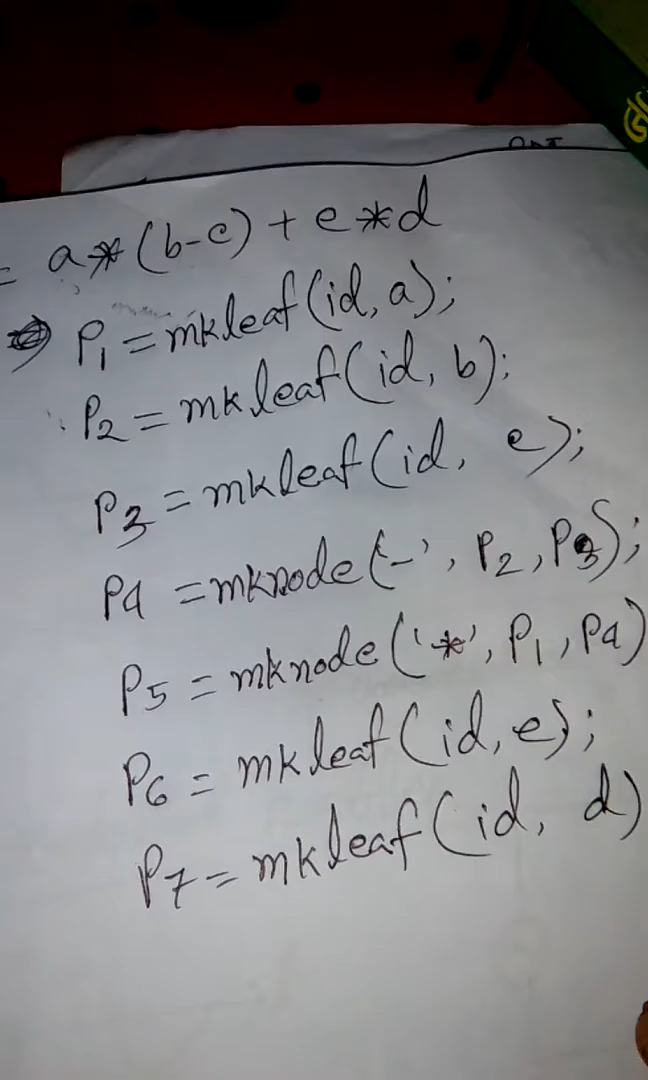 = a*(b-c) + e*d
P1 = mkleaf(id, a);
P2 = mkleaf(id, b);
P3 = mkleaf(id, e);
P4 = mknode('-', P2, P3);
P5 = mknode('*', P1, P4)
P6 = mkleaf(id, e);
P7 = mkleaf(id, d)